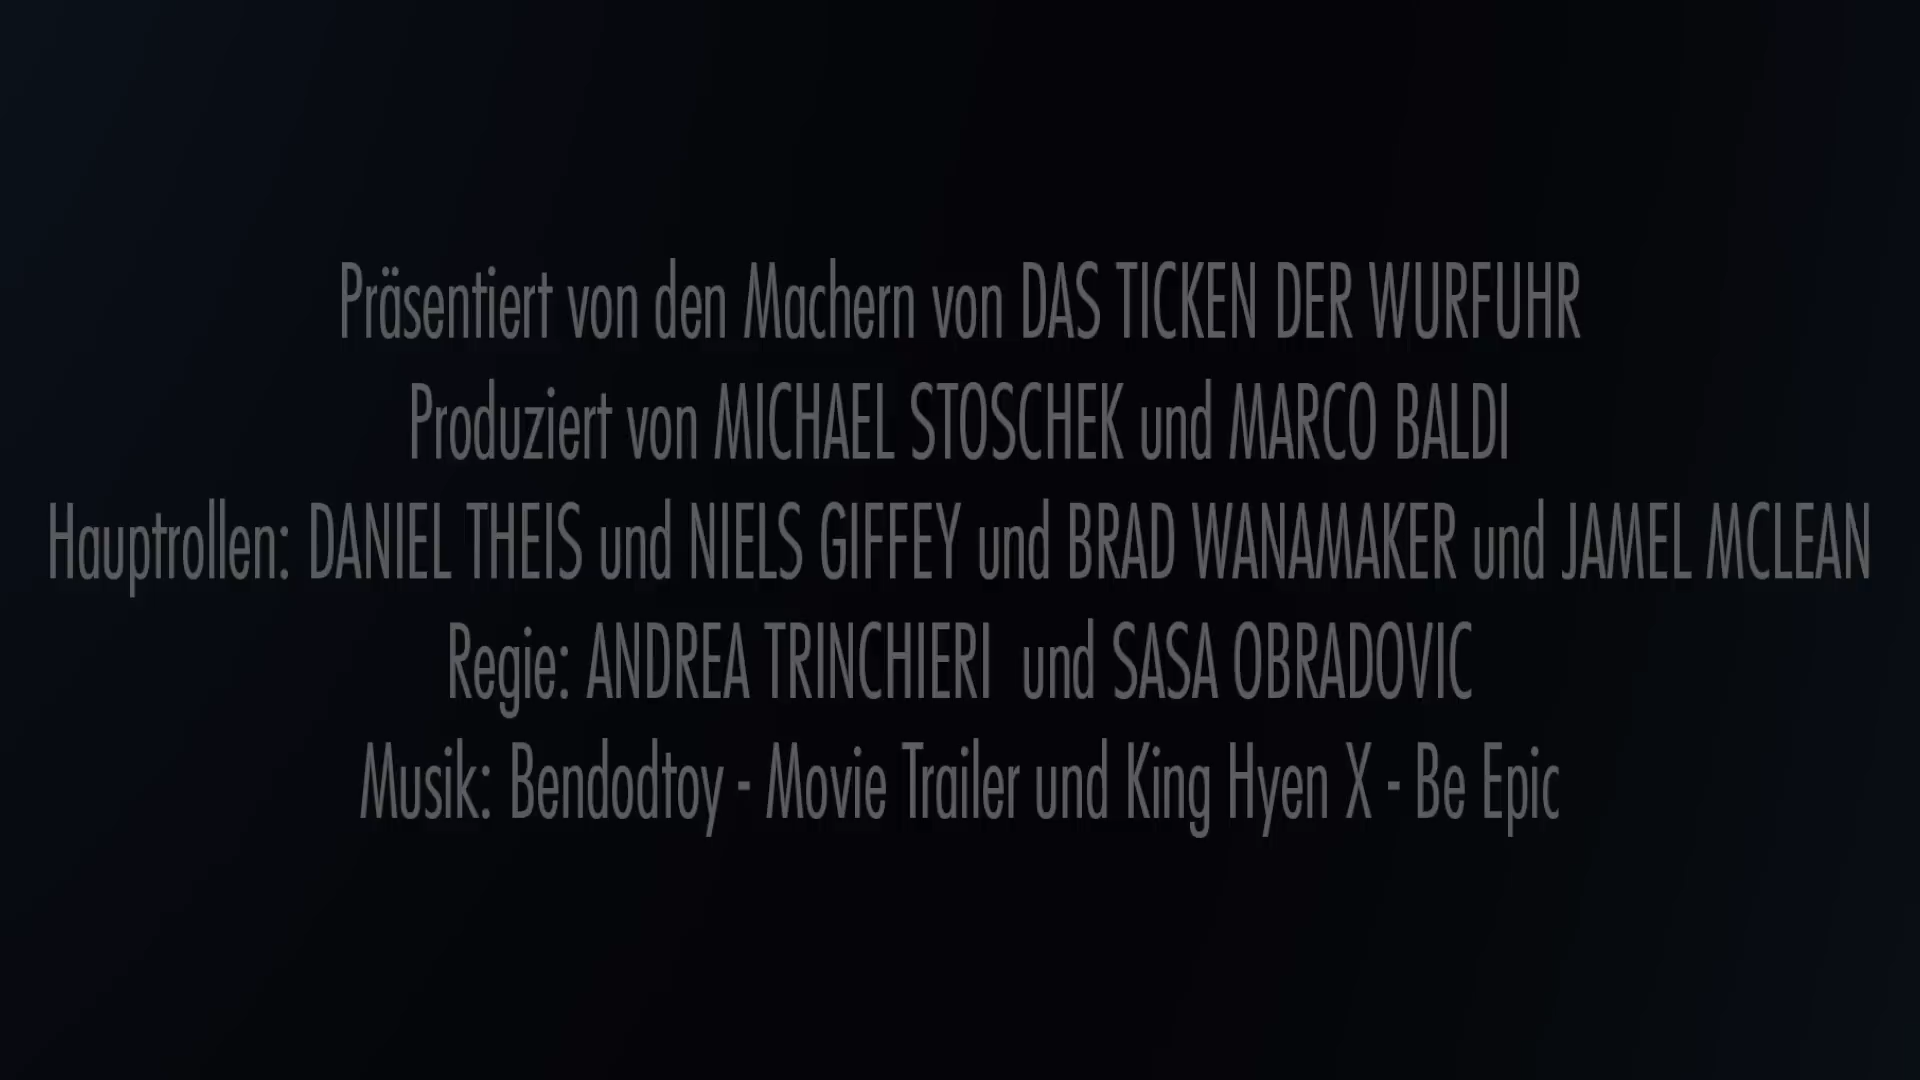 Präsentiert von den Machern von DAS TICKEN DER WURFUHR
Produziert von MICHAEL STOSCHEK und MARCO BALDI
Hauptrollen: DANIEL THEIS und NIELS GIFFEY und BRAD WANAMAKER und JAMEL MCLEAN
Regie: ANDREA TRINCHIERI und SASA OBRADOVIC
Musik: Bendodtoy - Movie Trailer und King Hyen X - Be Epic